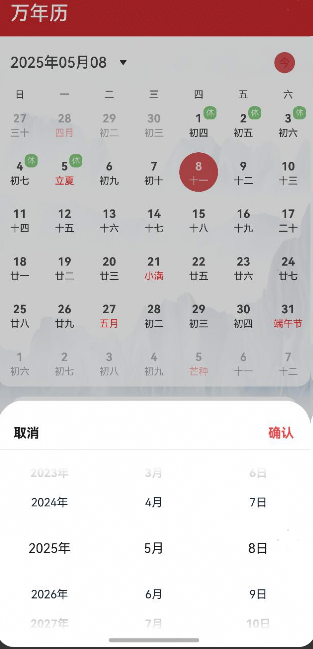 万年历
2025年05月08
今
日 一 二 三 四 五 六
27 28 29 30 1 休 2 休 3 休
三十 四月 初二 初三 初四 初五 初六
4 休 5 休 6 7 8 9 10
初七 立夏 初九 初十 十一 十二 十三
11 12 13 14 15 16 17
十四 十五 十六 十七 十八 十九 二十
18 19 20 21 22 23 24
廿一 廿二 廿三 小满 廿五 廿六 廿七
25 26 27 28 29 30 31
廿八 廿九 五月 初二 初三 初四 端午节
1 2 3 4 5 6 7
初六 初七 初八 初九 芒种 十一 十二
取消 确认
2023年 3月 6日
2024年 4月 7日
2025年 5月 8日
2026年 6月 9日
2027年 7月 10日